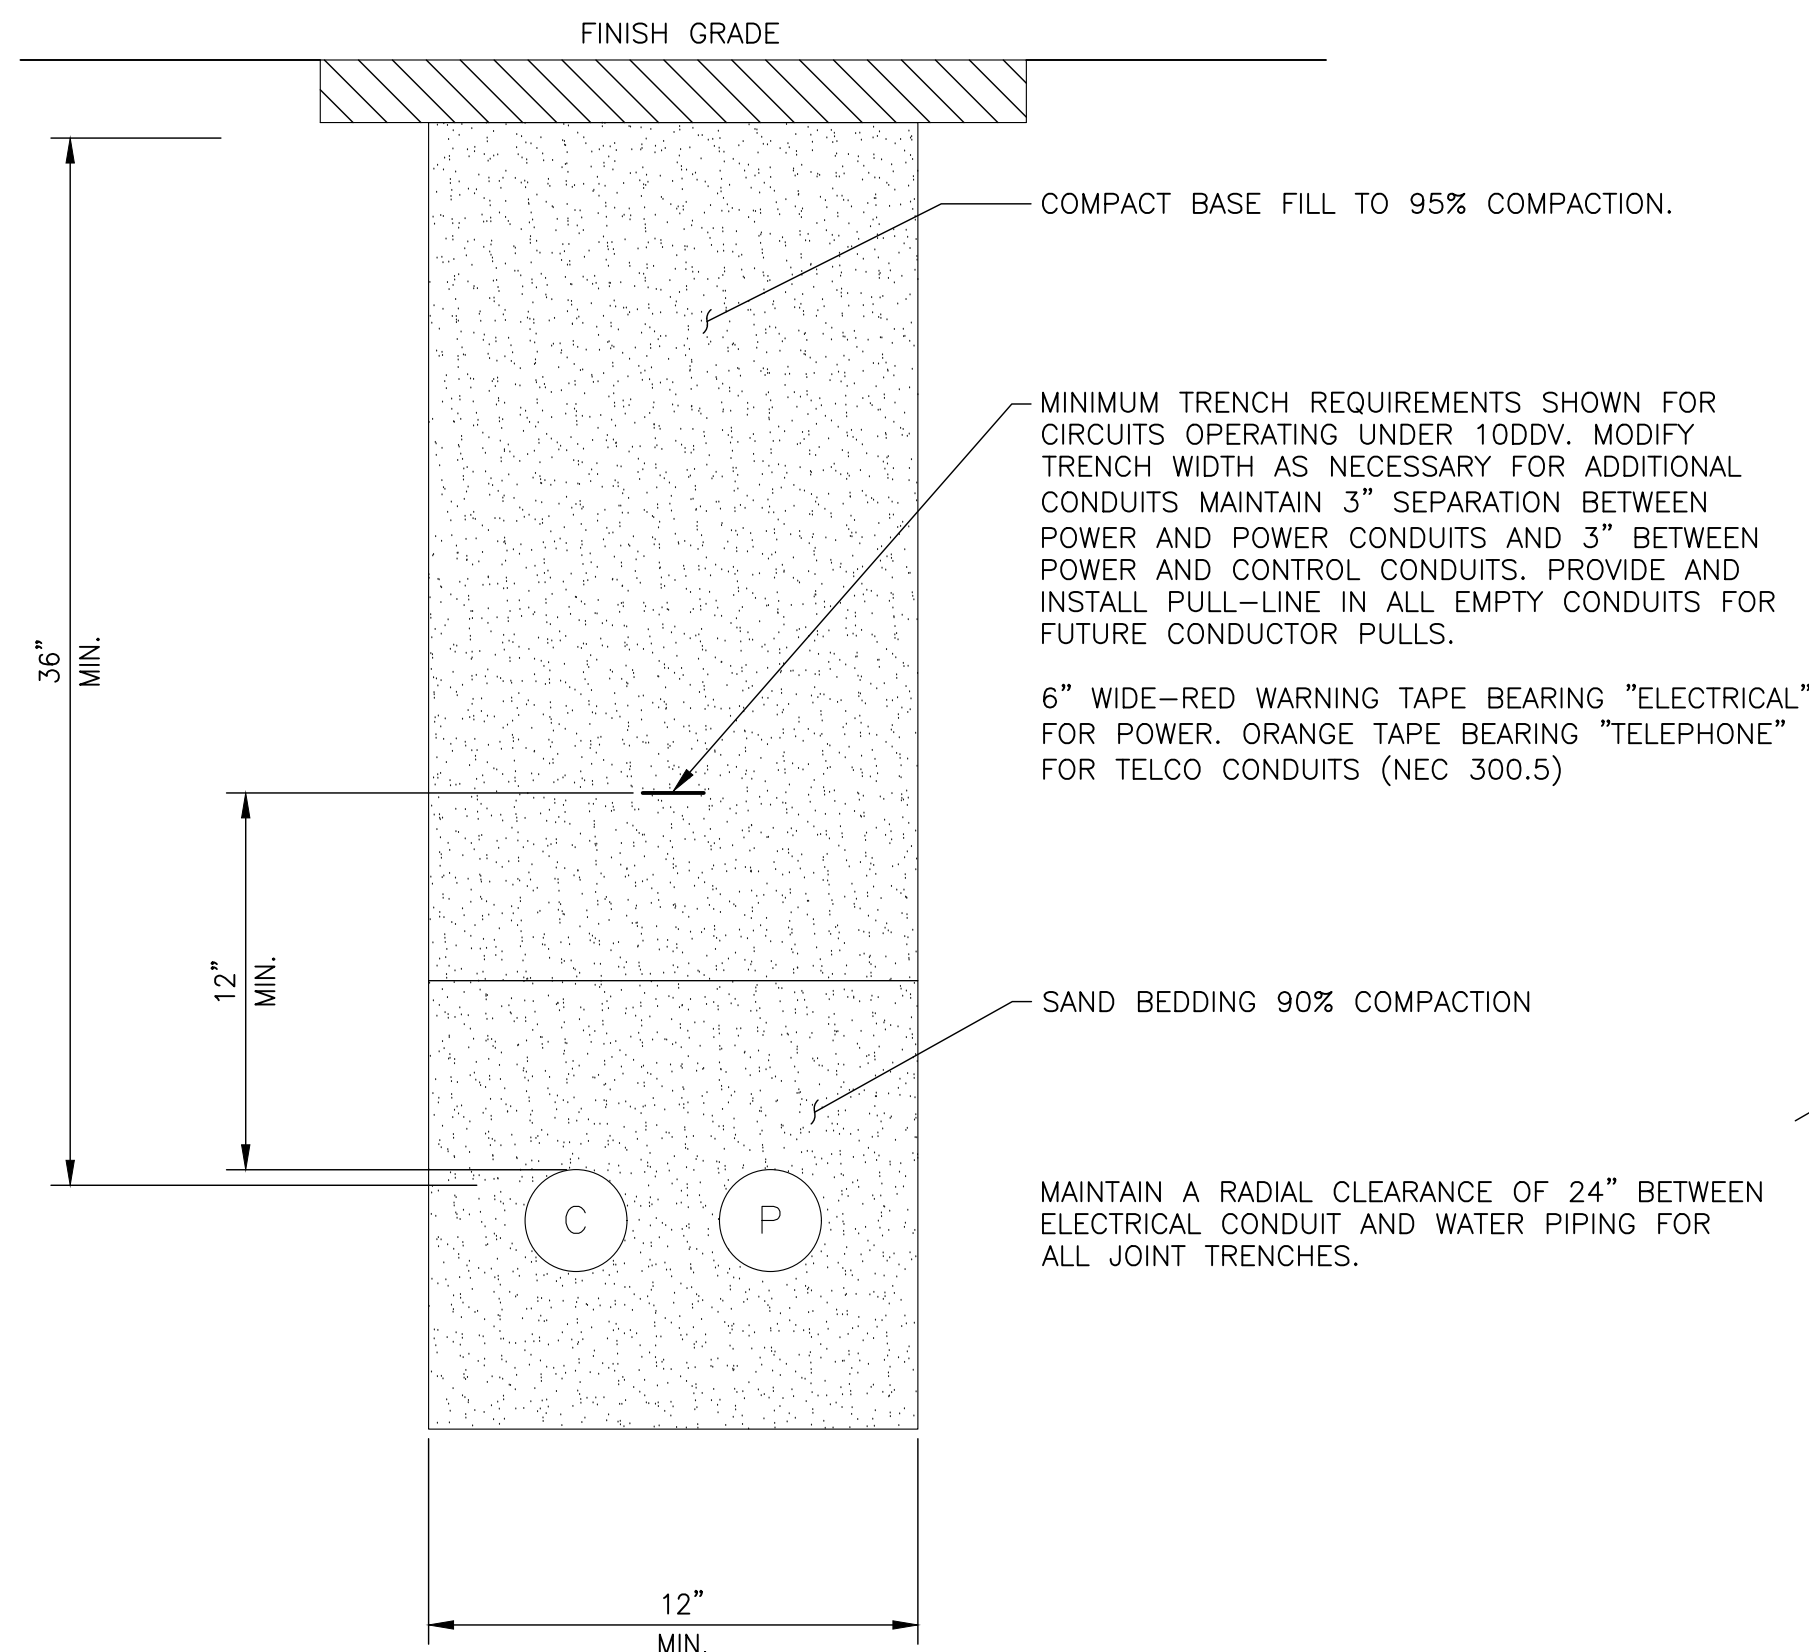 FINISH GRADE
COMPACT BASE FILL TO 95% COMPACTION.
MINIMUM TRENCH REQUIREMENTS SHOWN FOR
CIRCUITS OPERATING UNDER 10DDV. MODIFY
TRENCH WIDTH AS NECESSARY FOR ADDITIONAL
CONDUITS MAINTAIN 3” SEPARATION BETWEEN
POWER AND POWER CONDUITS AND 3” BETWEEN
POWER AND CONTROL CONDUITS. PROVIDE AND
INSTALL PULL–LINE IN ALL EMPTY CONDUITS FOR
FUTURE CONDUCTOR PULLS.
6” WIDE–RED WARNING TAPE BEARING ”ELECTRICAL”
FOR POWER. ORANGE TAPE BEARING ”TELEPHONE”
FOR TELCO CONDUITS (NEC 300.5)
36”
MIN.
12”
MIN.
SAND BEDDING 90% COMPACTION
MAINTAIN A RADIAL CLEARANCE OF 24” BETWEEN
ELECTRICAL CONDUIT AND WATER PIPING FOR
ALL JOINT TRENCHES.
C
P
12”
MIN.